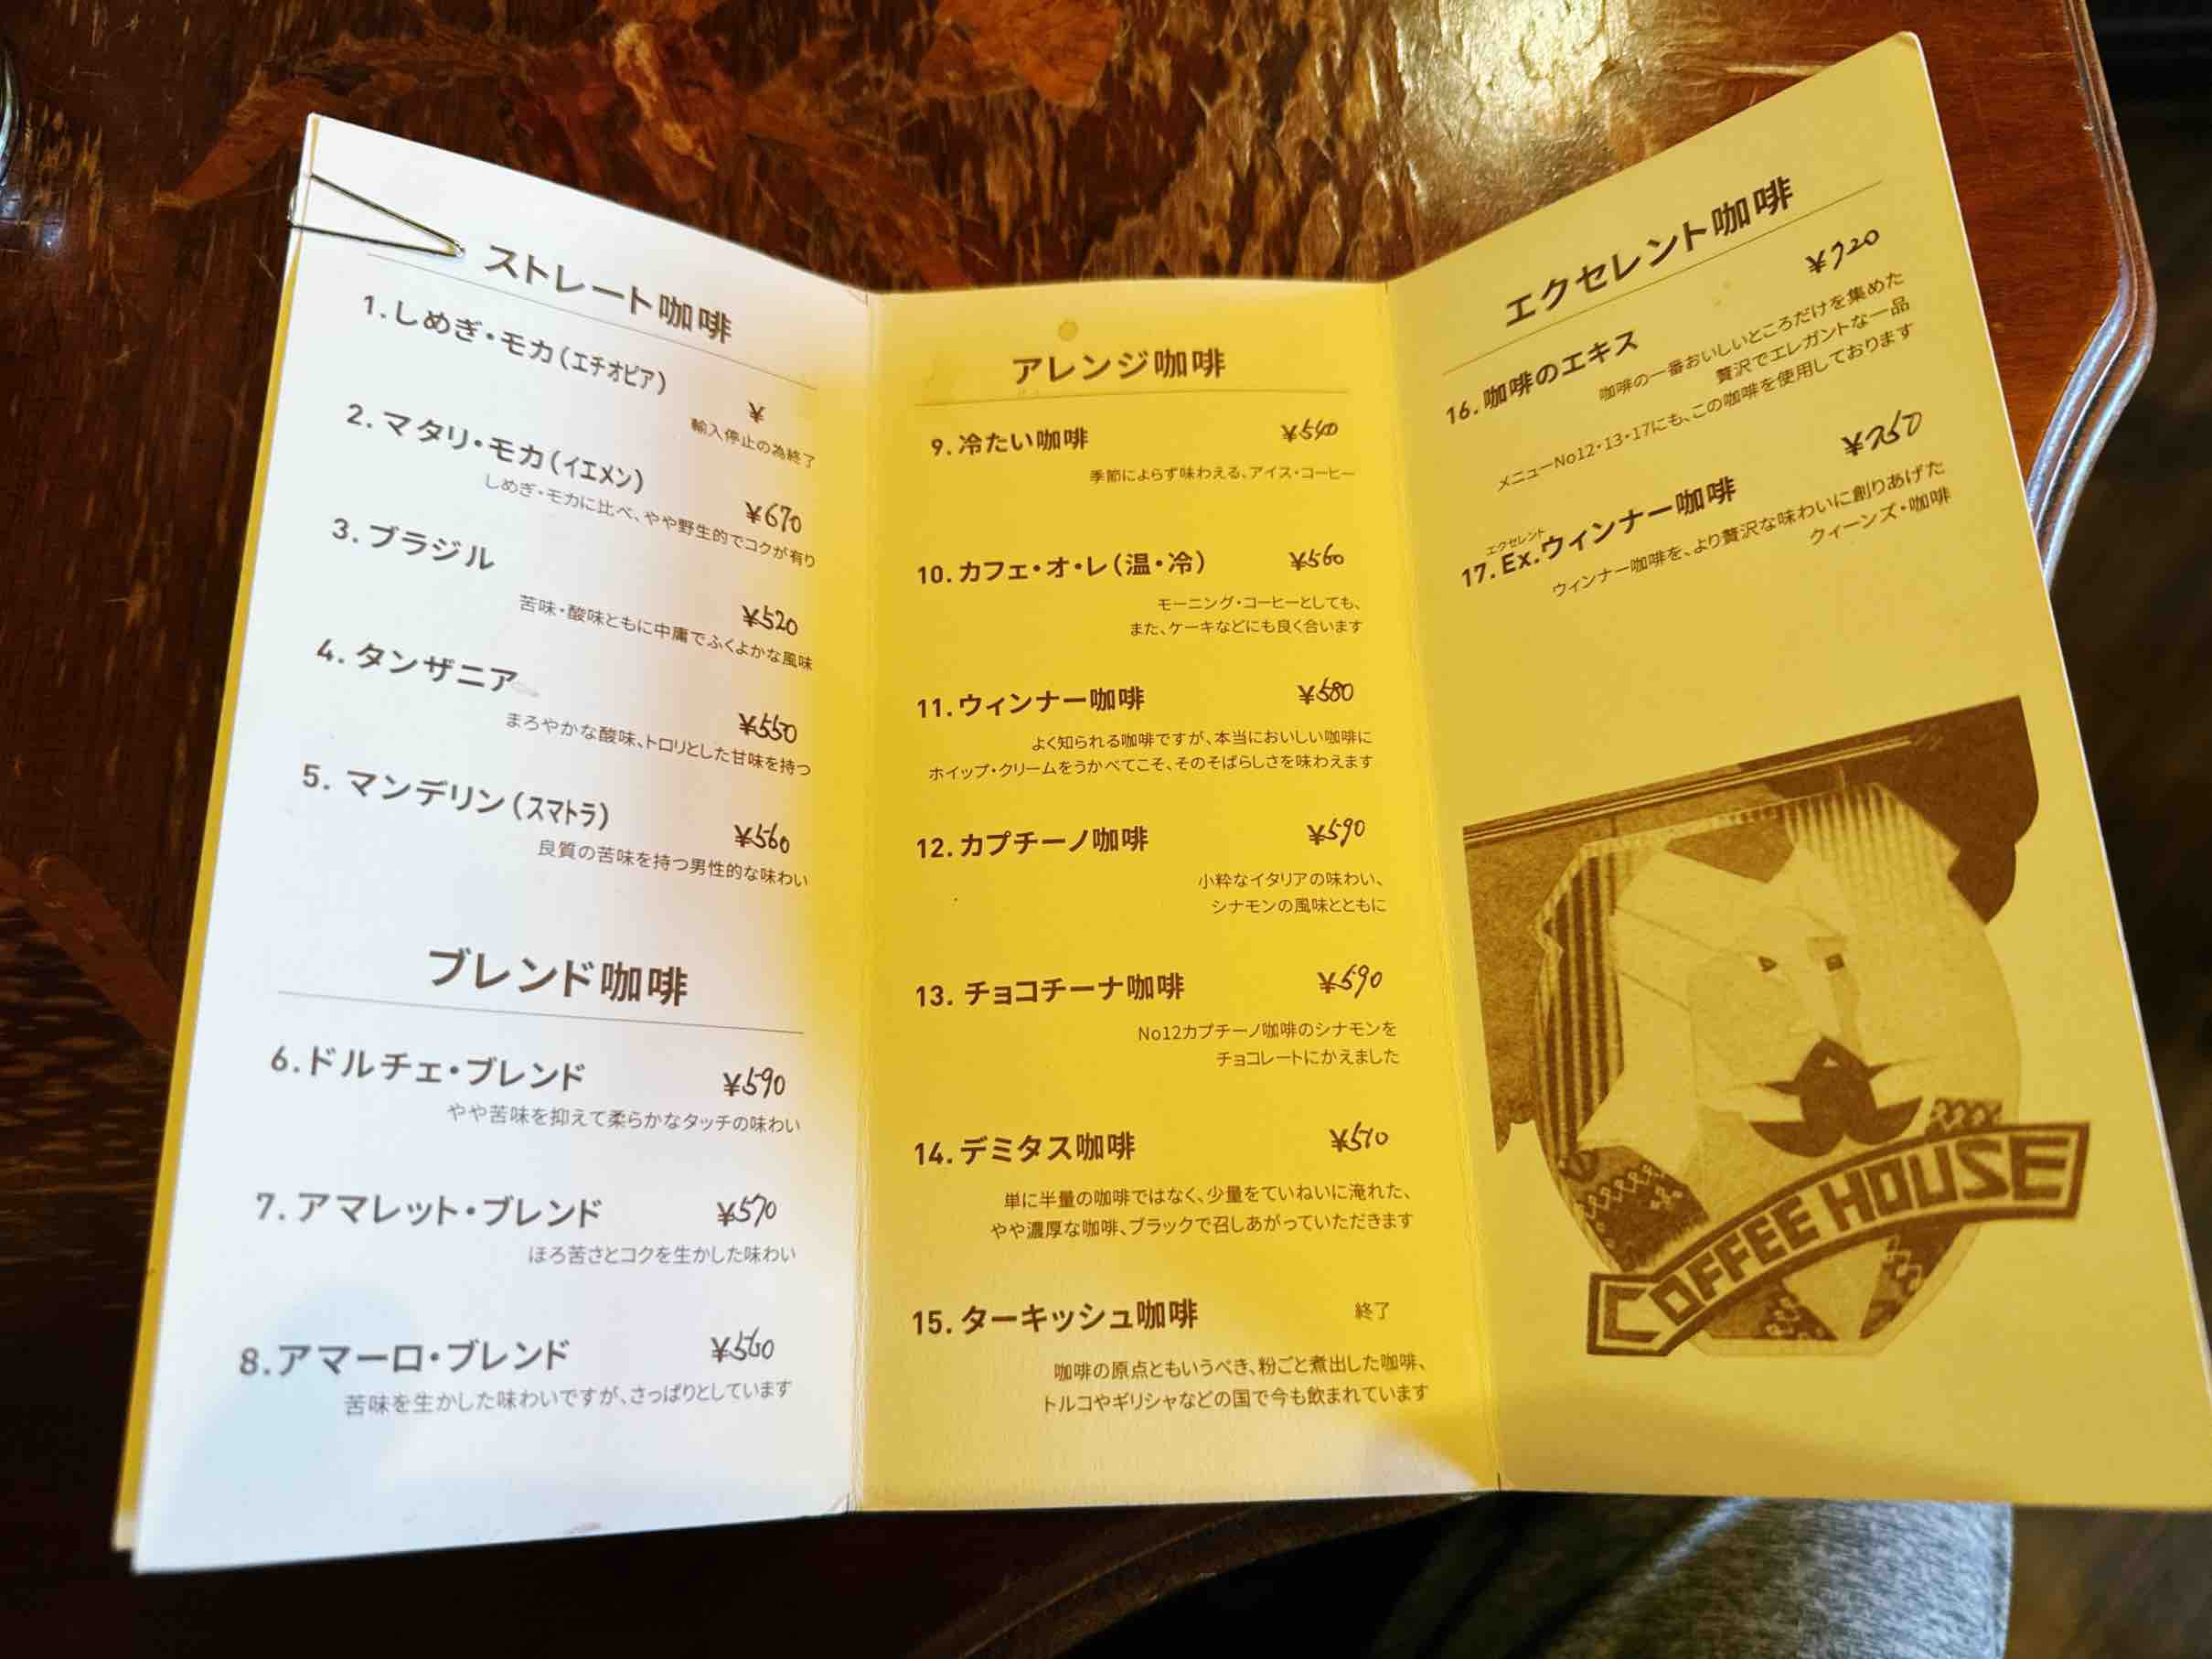 ストレート咖啡
1.しめぎ・モカ(エチオピア)
¥
輸入停止の為終了
2.マタリ・モカ(イエメン)
¥670
しめぎ・モカに比べ、やや野生的でコクが有り
3.ブラジル
¥520
苦味・酸味ともに中庸でふくよかな風味
4.タンザニア
¥550
まろやかな酸味、トロリとした甘味を持つ
5.マンデリン(スマトラ)
¥560
良質の苦味を持つ男性的な味わい
ブレンド咖啡
6.ドルチェ・ブレンド ¥590
やや苦味を抑えて柔らかなタッチの味わい
7.アマレット・ブレンド ¥570
ほろ苦さとコクを生かした味わい
8.アマーロ・ブレンド ¥560
苦味を生かした味わいですが、さっぱりとしています
アレンジ咖啡
9.冷たい咖啡
季節によらず味わえる、アイス・コーヒー
10.カフェ・オ・レ(温・冷) ¥560
モーニング・コーヒーとしても、
また、ケーキなどにも良く合います
11.ウィンナー咖啡 ¥580
よく知られる咖啡ですが、本当においしい咖啡に
ホイップ・クリームをうかべてこそ、そのそばらしさを味わえます
12.カプチーノ咖啡 ¥590
小粋なイタリアの味わい、
シナモンの風味とともに
13.チョコチーナ咖啡 ¥590
No12カプチーノ咖啡のシナモンを
チョコレートにかえました
14.デミタス咖啡
単に半量の咖啡ではなく、少量をていねいに淹れた、
やや濃厚な咖啡、ブラックで召しあがっていただきます
15.ターキッシュ咖啡 終了
咖啡の原点ともいうべき、粉ごと煮出した咖啡、
トルコやギリシャなどの国で今も飲まれています
エクセレント咖啡
16.咖啡のエキス ¥720
咖啡の一番おいしいところだけを集めた
贅沢でエレガントな一品
メニューNo12・13・17にも、この咖啡を使用しております
エクセレント
17.Ex.ウィンナー咖啡 ¥750
ウィンナー咖啡を、より贅沢な味わいに創りあげた
クィーンズ・咖啡
COFFEE HOUSE